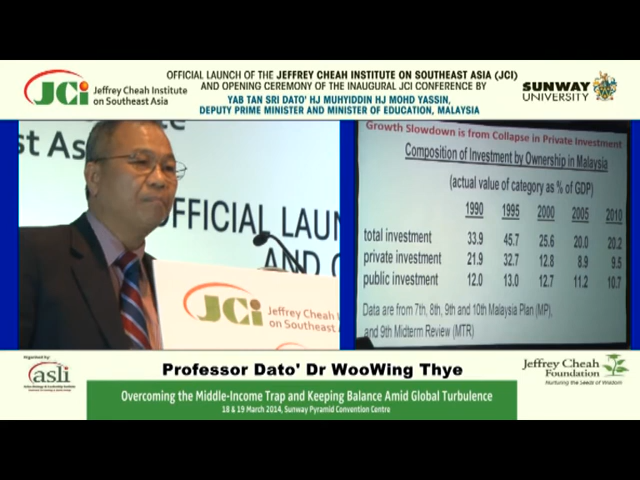 JCi
Jeffrey Cheah Institute
on Southeast Asia
OFFICIAL LAUNCH OF THE JEFFREY CHEAH INSTITUTE ON SOUTHEAST ASIA (JCI)
AND OPENING CEREMONY OF THE INAUGURAL JCI CONFERENCE BY
YAB TAN SRI DATO' HJ MUHYIDDIN HJ MOHD YASSIN,
DEPUTY PRIME MINISTER AND MINISTER OF EDUCATION, MALAYSIA
SUNWAY
UNIVERSITY
st As
OFFICIAL LAUN
AND
JCi
Jeffrey Cheah Inst
on Southeast A
Growth Slowdown is from Collapse in Private Investment
Composition of Investment by Ownership in Malaysia
(actual value of category as % of GDP)
1990 1995 2000 2005 2010
total investment 33.9 45.7 25.6 20.0 20.2
private investment 21.9 32.7 12.8 8.9 9.5
public investment 12.0 13.0 12.7 11.2 10.7
Data are from 7th, 8th, 9th and 10th Malaysia Plan (MP),
and 9th Midterm Review (MTR)
Organised by:
asli
Professor Dato' Dr WooWing Thye
Overcoming the Middle-Income Trap and Keeping Balance Amid Global Turbulence
18 & 19 March 2014, Sunway Pyramid Convention Centre
Jeffrey Cheah
Foundation
Nurturing the Seeds of Wisdom